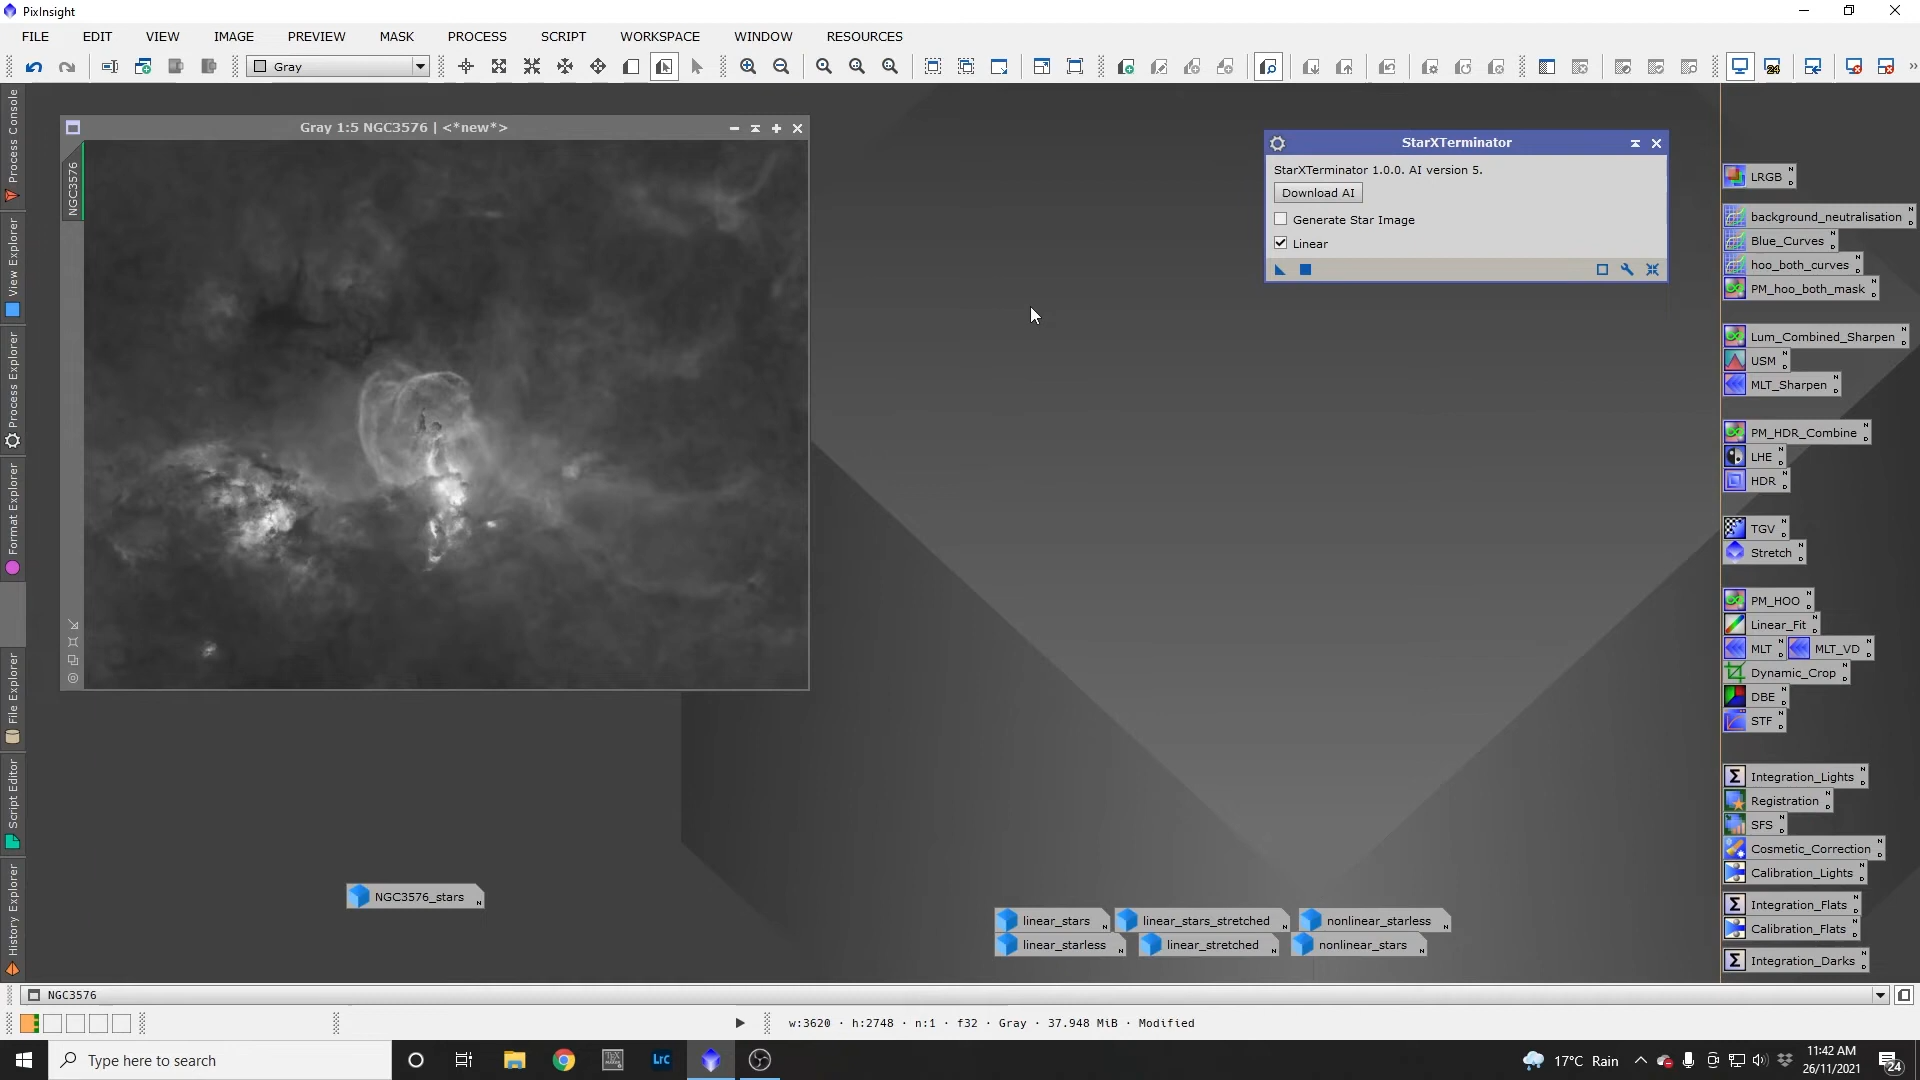 PixInsight
FILE EDIT VIEW IMAGE PREVIEW MASK PROCESS SCRIPT WORKSPACE WINDOW RESOURCES
Gray
24
Process Console
View Explorer
Process Explorer
Format Explorer
File Explorer
Script Editor
History Explorer
Gray 1:5 NGC3576 | <*new*>
NGC3576
StarXTerminator
StarXTerminator 1.0.0. AI version 5.
Download AI
Generate Star Image
Linear
LRGB
background_neutralisation
Blue_Curves
hoo_both_curves
PM_hoo_both_mask
Lum_Combined_Sharpen
USM
MLT_Sharpen
PM_HDR_Combine
LHE
HDR
TGV
Stretch
PM_HOO
Linear_Fit
MLT MLT_VD
Dynamic_Crop
DBE
STF
Integration_Lights
Registration
SFS
Cosmetic_Correction
Calibration_Lights
Integration_Flats
Calibration_Flats
Integration_Darks
NGC3576_stars
linear_stars linear_stars_stretched nonlinear_starless
linear_starless linear_stretched nonlinear_stars
NGC3576
w:3620 · h:2748 · n:1 · f32 · Gray · 37.948 MiB · Modified
Type here to search
LrC
17°C Rain
11:42 AM
26/11/2021
24